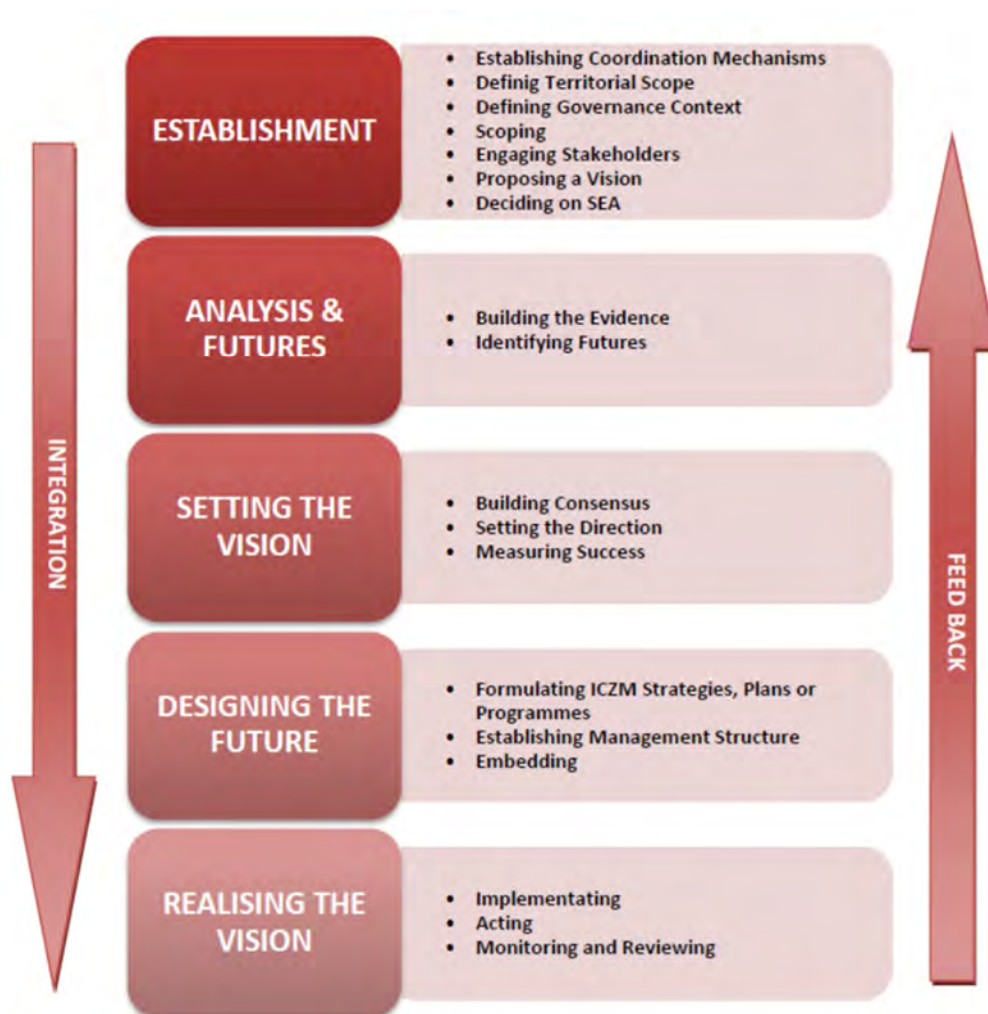 ESTABLISHMENT
• Establishing Coordination Mechanisms
• Definig Territorial Scope
• Defining Governance Context
• Scoping
• Engaging Stakeholders
• Proposing a Vision
• Deciding on SEA
ANALYSIS &
FUTURES
• Building the Evidence
• Identifying Futures
SETTING THE
VISION
• Building Consensus
• Setting the Direction
• Measuring Success
DESIGNING THE
FUTURE
• Formulating ICZM Strategies, Plans or
Programmes
• Establishing Management Structure
• Embedding
REALISING THE
VISION
• Implementating
• Acting
• Monitoring and Reviewing
INTEGRATION
FEED BACK